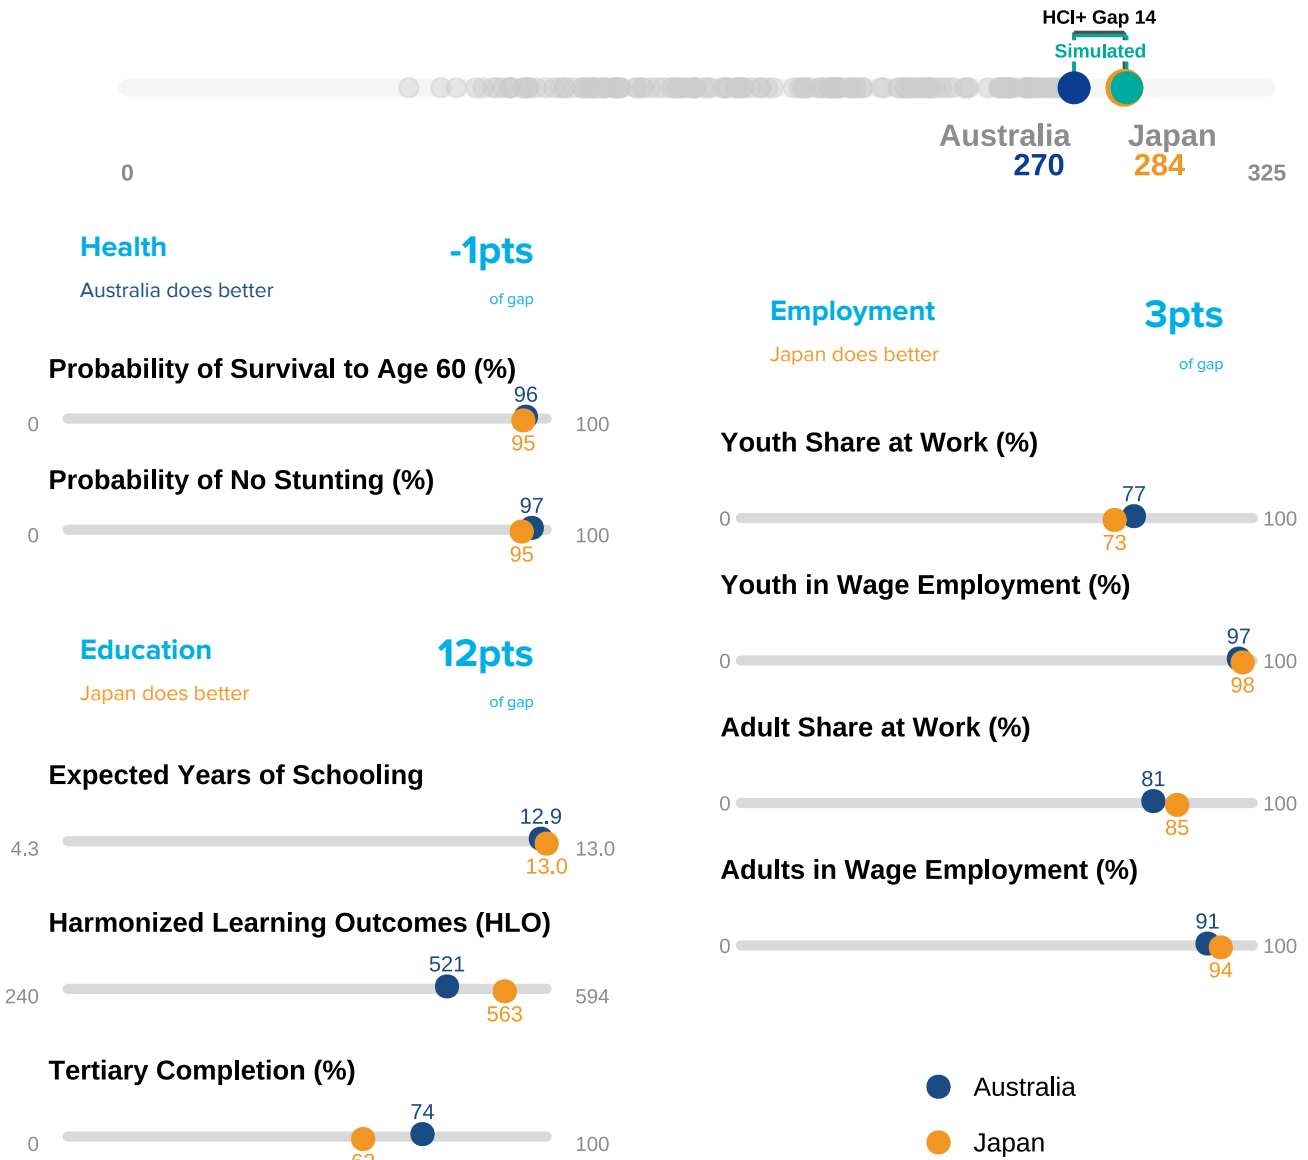 HCI+ Gap 14
Simulated
Australia
Japan
270
284
0
325
Health
-1pts
Australia does better
of gap
Probability of Survival to Age 60 (%)
96
0
100
95
Probability of No Stunting (%)
97
0
100
95
Education
12pts
Japan does better
of gap
Expected Years of Schooling
12.9
4.3
13.0
13.0
Harmonized Learning Outcomes (HLO)
521
240
594
563
Tertiary Completion (%)
74
0
100
Employment
3pts
Japan does better
of gap
Youth Share at Work (%)
77
0
100
73
Youth in Wage Employment (%)
97
0
100
98
Adult Share at Work (%)
81
0
100
85
Adults in Wage Employment (%)
91
0
100
94
Australia
Japan